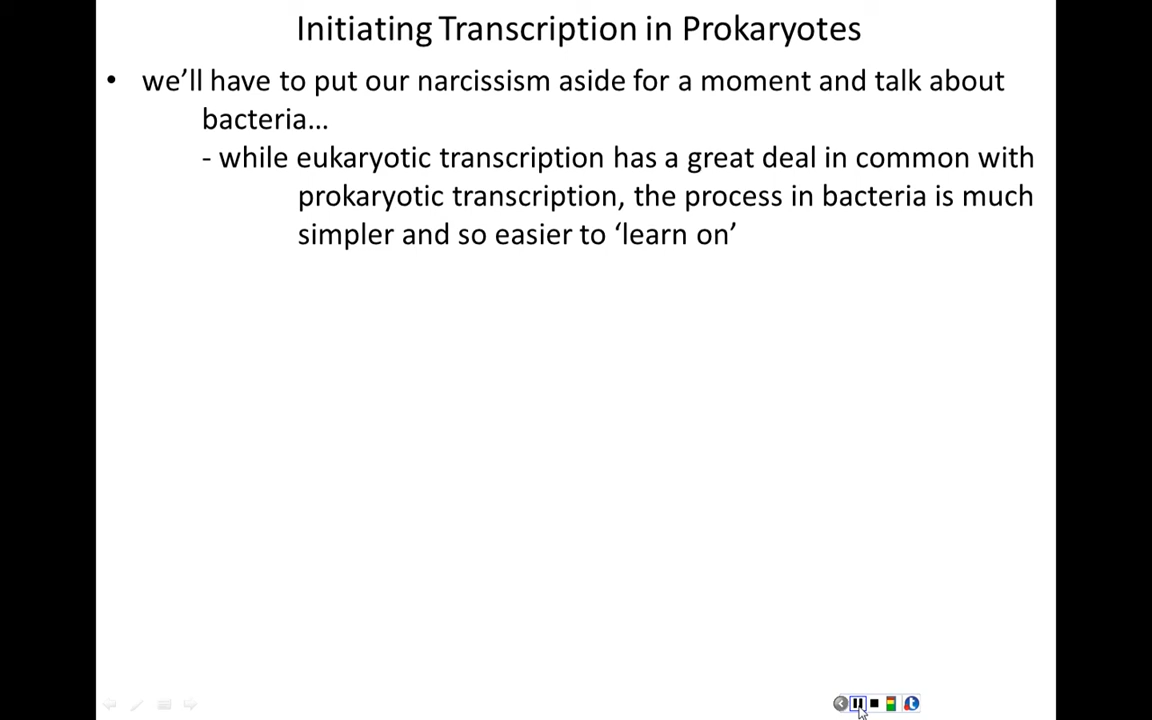 Initiating Transcription in Prokaryotes
• we’ll have to put our narcissism aside for a moment and talk about
bacteria…
- while eukaryotic transcription has a great deal in common with
prokaryotic transcription, the process in bacteria is much
simpler and so easier to ‘learn on’